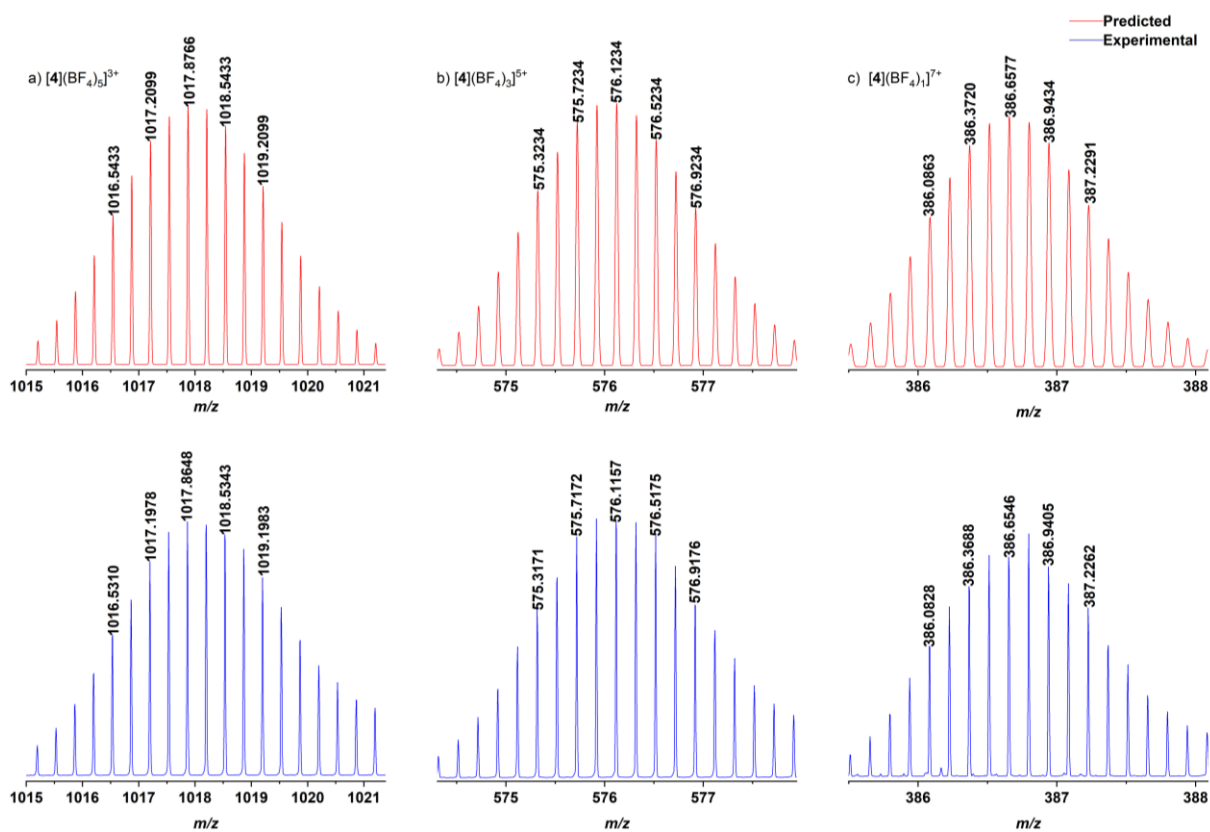 Predicted
Experimental
a) [4](BF₄)₅]³⁺
1016.5433
1017.2099
1017.8766
1018.5433
1019.2099
1015 1016 1017 1018 1019 1020 1021
m/z
b) [4](BF₄)₃]⁵⁺
575.3234
575.7234
576.1234
576.5234
576.9234
575 576 577
m/z
c) [4](BF₄)₁]⁷⁺
386.0863
386.3720
386.6577
386.9434
387.2291
386 387 388
m/z
1016.5310
1017.1978
1017.8648
1018.5343
1019.1983
1015 1016 1017 1018 1019 1020 1021
m/z
575.3171
575.7172
576.1157
576.5175
576.9176
575 576 577
m/z
386.0828
386.3688
386.6546
386.9405
387.2262
386 387 388
m/z